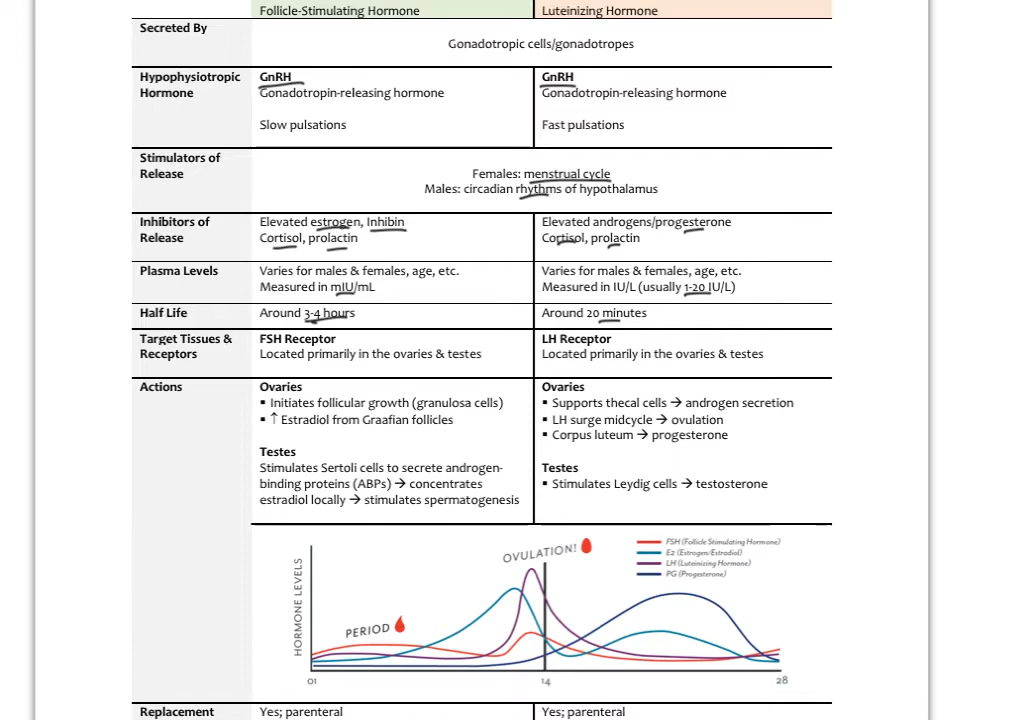 Follicle-Stimulating Hormone
Luteinizing Hormone
Secreted By
Gonadotropic cells/gonadotropes
Hypophysiotropic
Hormone
GnRH
Gonadotropin-releasing hormone
Slow pulsations
GnRH
Gonadotropin-releasing hormone
Fast pulsations
Stimulators of
Release
Females: menstrual cycle
Males: circadian rhythms of hypothalamus
Inhibitors of
Release
Elevated estrogen, Inhibin
Cortisol, prolactin
Elevated androgens/progesterone
Cortisol, prolactin
Plasma Levels
Varies for males & females, age, etc.
Measured in mIU/mL
Varies for males & females, age, etc.
Measured in IU/L (usually 1-20 IU/L)
Half Life
Around 3-4 hours
Around 20 minutes
Target Tissues &
Receptors
FSH Receptor
Located primarily in the ovaries & testes
LH Receptor
Located primarily in the ovaries & testes
Actions
Ovaries
▪ Initiates follicular growth (granulosa cells)
▪ ↑ Estradiol from Graafian follicles
Testes
Stimulates Sertoli cells to secrete androgen-
binding proteins (ABPs) → concentrates
estradiol locally → stimulates spermatogenesis
Ovaries
▪ Supports thecal cells → androgen secretion
▪ LH surge midcycle → ovulation
▪ Corpus luteum → progesterone
Testes
▪ Stimulates Leydig cells → testosterone
HORMONE LEVELS
PERIOD
OVULATION!
FSH (Follicle Stimulating Hormone)
E2 (Estrogen/Estradiol)
LH (Luteinizing Hormone)
PG (Progesterone)
01
14
28
Replacement
Yes; parenteral
Yes; parenteral